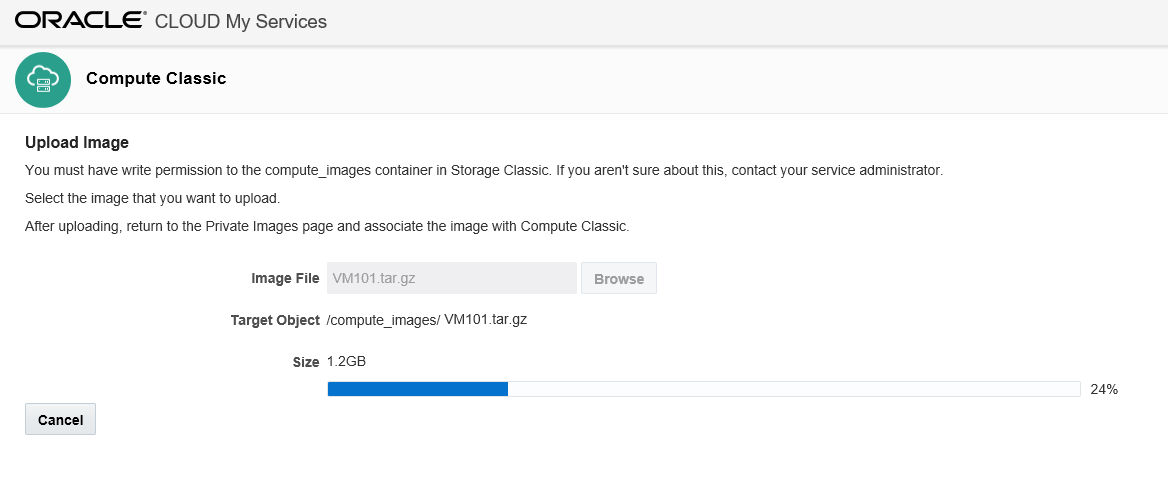 ORACLE® CLOUD My Services
Compute Classic
Upload Image
You must have write permission to the compute_images container in Storage Classic. If you aren't sure about this, contact your service administrator.
Select the image that you want to upload.
After uploading, return to the Private Images page and associate the image with Compute Classic.
Image File VM101.tar.gz Browse
Target Object /compute_images/ VM101.tar.gz
Size 1.2GB
24%
Cancel